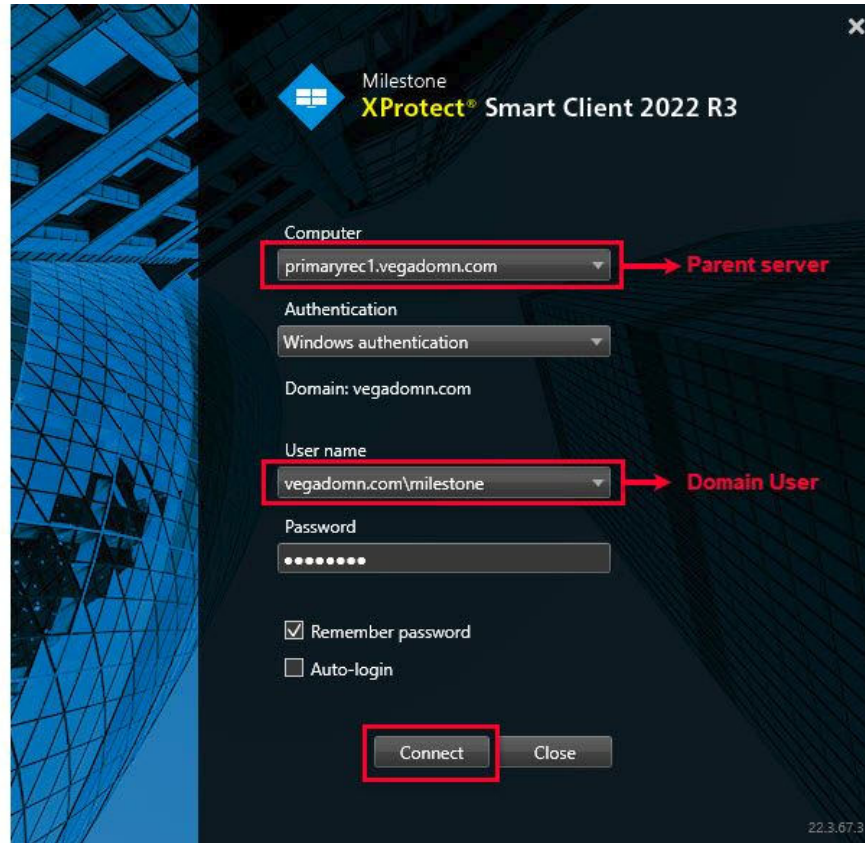 Milestone
XProtect® Smart Client 2022 R3
Computer
primaryrec1.vegadomn.com
Parent server
Authentication
Windows authentication
Domain: vegadomn.com
User name
vegadomn.com\milestone
Domain User
Password
••••••••
Remember password
Auto-login
Connect
Close
22.3.67.3